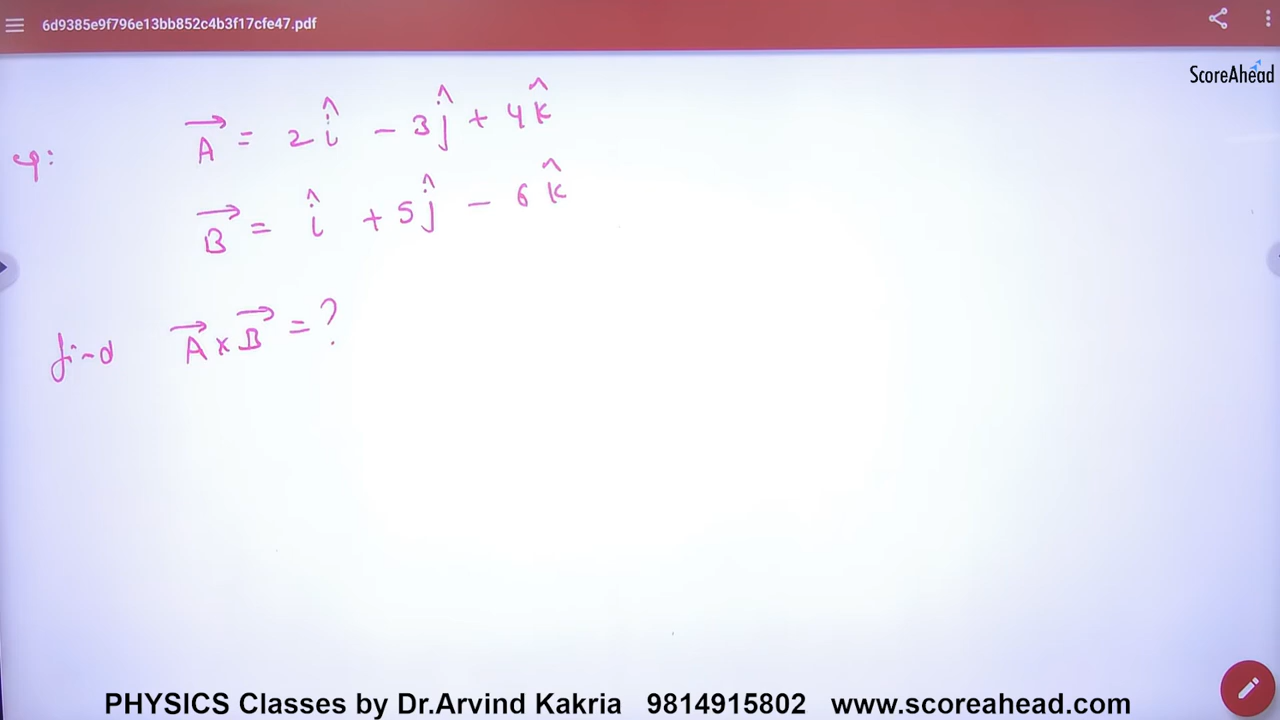 6d9385e9f796e13bb852c4b3f17cfe47.pdf
ScoreAhead
q: A⃗ = 2î - 3ĵ + 4k̂
B⃗ = î + 5ĵ - 6k̂
find A⃗ × B⃗ = ?
PHYSICS Classes by Dr.Arvind Kakria 9814915802 www.scoreahead.com